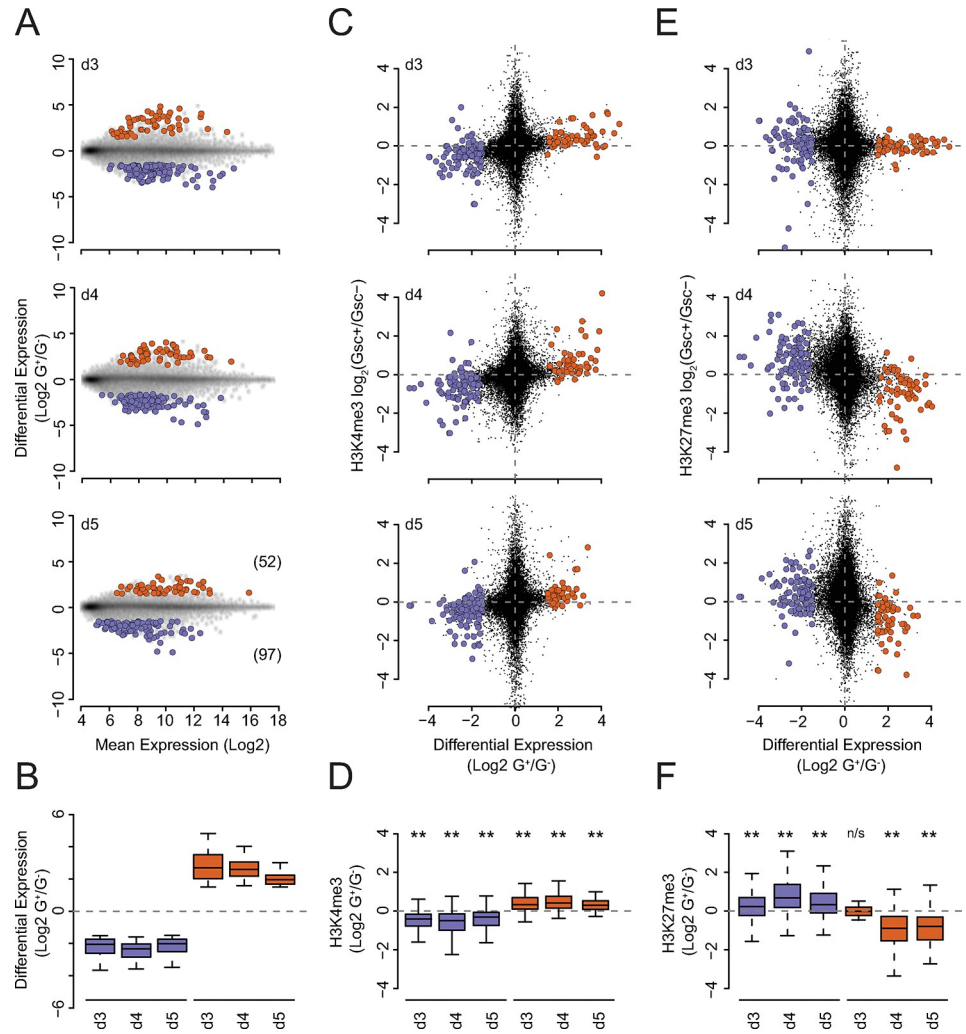 A
C
E
d3
d3
d3
10
5
0
−5
−10
4
2
0
−2
−4
4
2
0
−2
−4
d4
d4
d4
Differential Expression
(Log2 G+/G-)
10
5
0
−5
−10
H3K4me3 log2(Gsc+/Gsc−)
4
2
0
−2
−4
H3K27me3 log2(Gsc+/Gsc−)
4
2
0
−2
−4
d5
d5
d5
10
5
0
−5
−10
(52)
(97)
4
2
0
−2
−4
4
2
0
−2
−4
4 6 8 10 12 14 16 18
−4 −2 0 2 4
−4 −2 0 2 4
Mean Expression (Log2)
Differential Expression
(Log2 G+/G-)
Differential Expression
(Log2 G+/G-)
B
D
F
Differential Expression
(Log2 G+/G-)
6
0
−6
d3 d4 d5 d3 d4 d5
H3K4me3
(Log2 G+/G-)
4
2
0
−2
−4
** ** ** ** ** **
d3 d4 d5 d3 d4 d5
H3K27me3
(Log2 G+/G-)
4
2
0
−2
−4
** ** ** n/s ** **
d3 d4 d5 d3 d4 d5